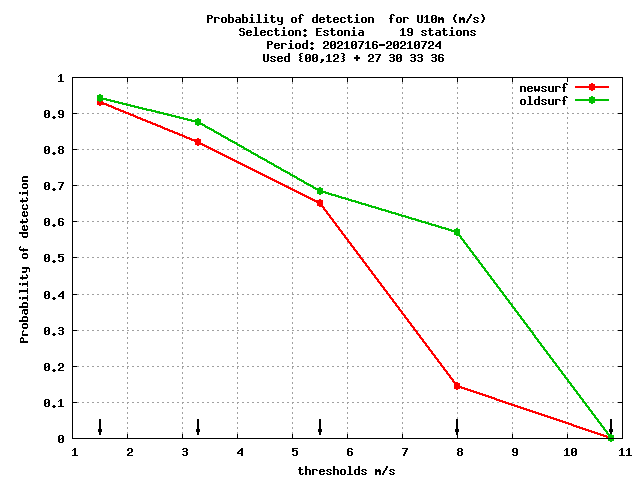 Probability of detection  for U10m (m/s)
Selection: Estonia     19 stations
Period: 20210716-20210724
Used {00,12} + 27 30 33 36
newsurf
oldsurf
1
0.9
0.8
0.7
0.6
0.5
0.4
0.3
0.2
0.1
0
Probability of detection
1 2 3 4 5 6 7 8 9 10 11
thresholds m/s